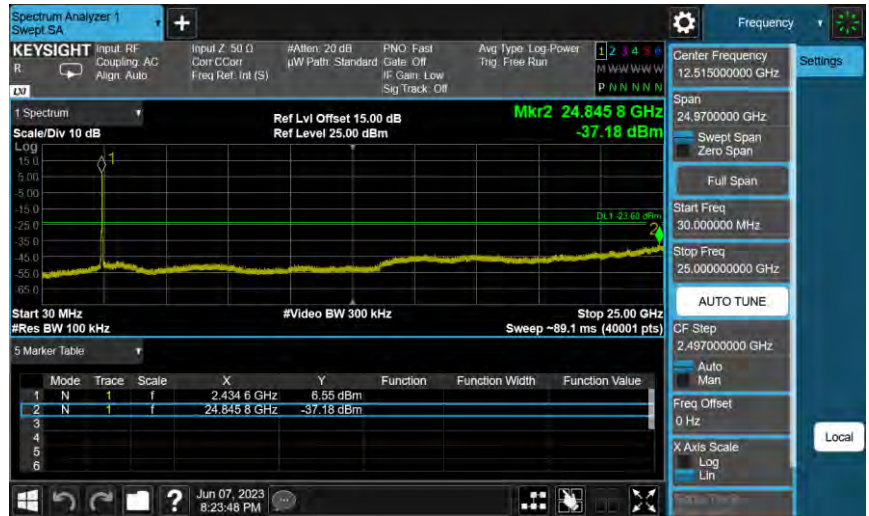 Spectrum Analyzer 1
Swept SA
+
Frequency
KEYSIGHT
R
LXI
Input: RF
Coupling: AC
Align: Auto
Input Z: 50 Ω
Corr CCorr
Freq Ref: Int (S)
#Atten: 20 dB
µW Path: Standard
PNO: Fast
Gate: Off
IF Gain: Low
Sig Track: Off
Avg Type: Log-Power
Trig: Free Run
1 2 3 4 5 6
M W W W W W
P N N N N N
1 Spectrum
Scale/Div 10 dB
Ref Lvl Offset 15.00 dB
Ref Level 25.00 dBm
Mkr2 24.845 8 GHz
-37.18 dBm
Log
15.0
5.00
-5.00
-15.0
-25.0
-35.0
-45.0
-55.0
-65.0
1
DL1 -23.60 dBm
2
Start 30 MHz
#Res BW 100 kHz
#Video BW 300 kHz
Stop 25.00 GHz
Sweep ~89.1 ms (40001 pts)
5 Marker Table
Mode Trace Scale X Y Function Function Width Function Value
1 N 1 f 2.434 6 GHz 6.55 dBm
2 N 1 f 24.845 8 GHz -37.18 dBm
3
4
5
6
?
Jun 07, 2023
8:23:48 PM
Center Frequency
12.515000000 GHz
Span
24.9700000 GHz
Swept Span
Zero Span
Full Span
Start Freq
30.000000 MHz
Stop Freq
25.000000000 GHz
AUTO TUNE
CF Step
2.497000000 GHz
Auto
Man
Freq Offset
0 Hz
X Axis Scale
Log
Lin
Settings
Local